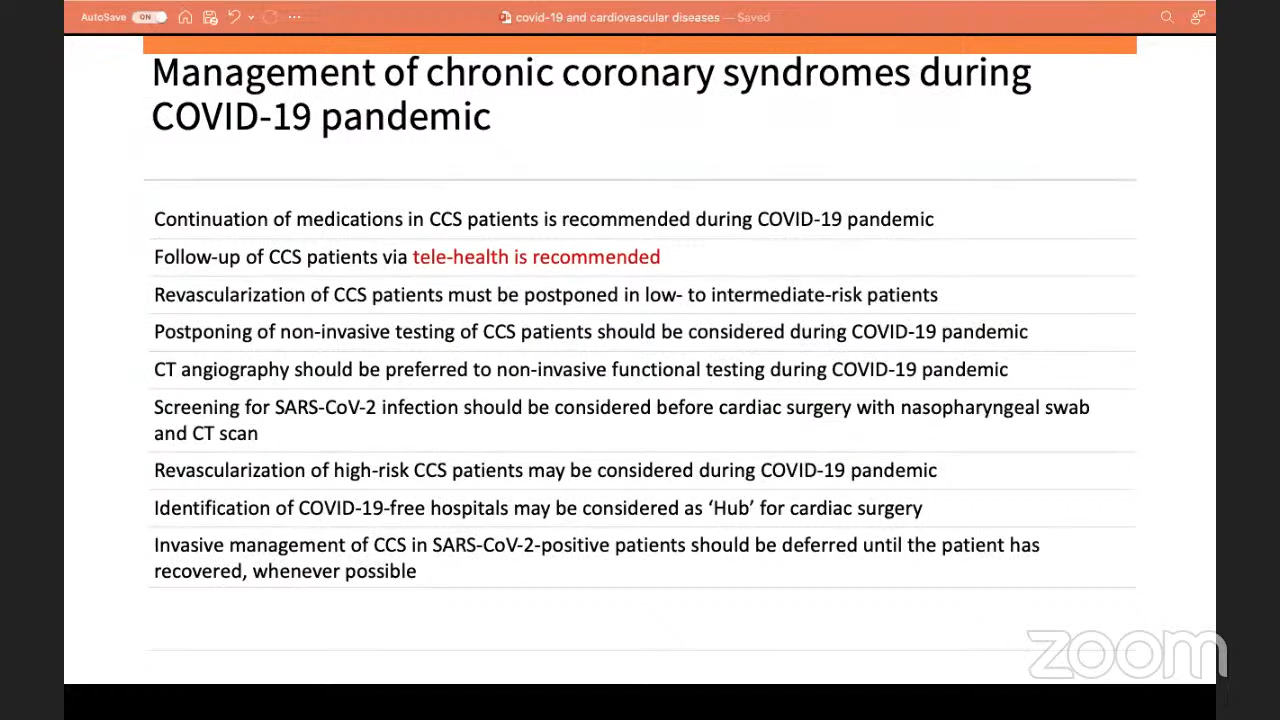 AutoSave ON covid-19 and cardiovascular diseases — Saved
Management of chronic coronary syndromes during
COVID-19 pandemic
Continuation of medications in CCS patients is recommended during COVID-19 pandemic
Follow-up of CCS patients via tele-health is recommended
Revascularization of CCS patients must be postponed in low- to intermediate-risk patients
Postponing of non-invasive testing of CCS patients should be considered during COVID-19 pandemic
CT angiography should be preferred to non-invasive functional testing during COVID-19 pandemic
Screening for SARS-CoV-2 infection should be considered before cardiac surgery with nasopharyngeal swab
and CT scan
Revascularization of high-risk CCS patients may be considered during COVID-19 pandemic
Identification of COVID-19-free hospitals may be considered as ‘Hub’ for cardiac surgery
Invasive management of CCS in SARS-CoV-2-positive patients should be deferred until the patient has
recovered, whenever possible
zoom